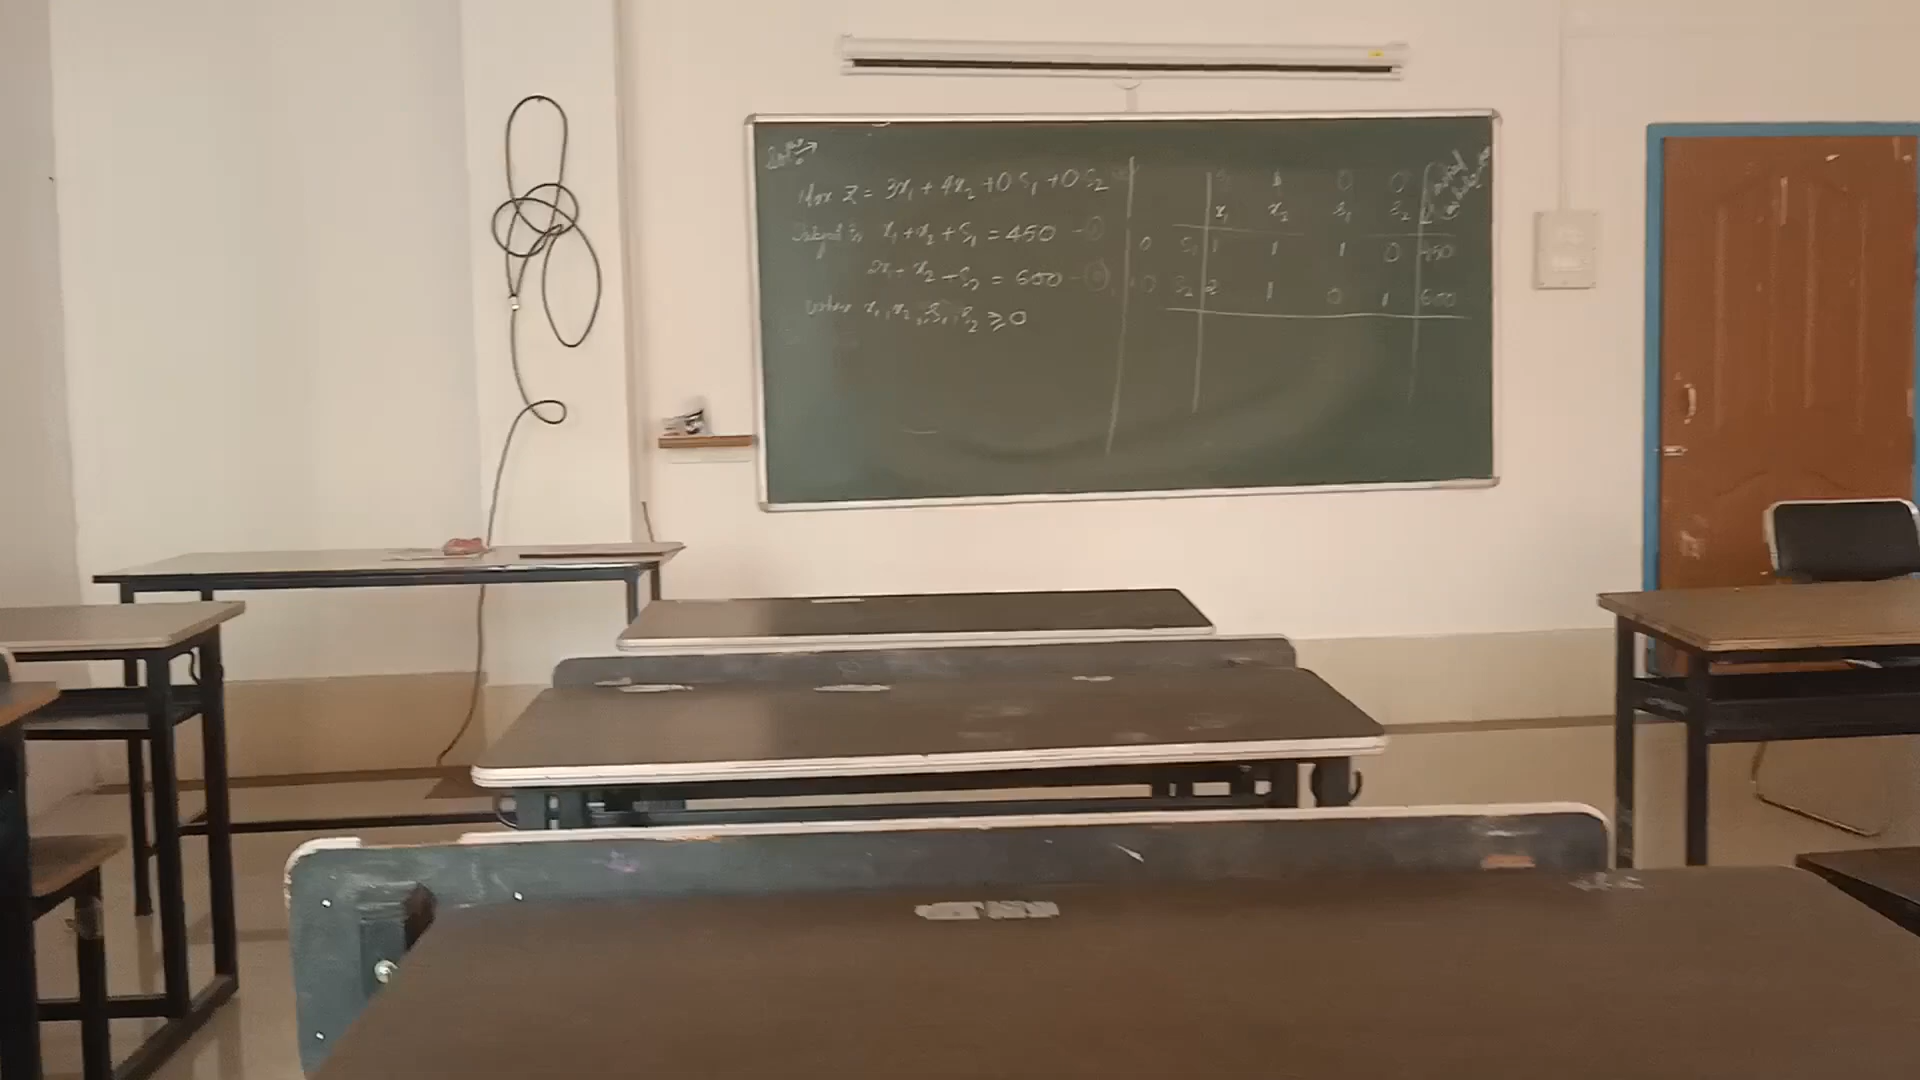 Soln →
Max Z = 3x₁ + 4x₂ + 0S₁ + 0S₂
Subject to x₁ + x₂ + S₁ = 450
2x₁ + x₂ + S₂ = 600
where x₁, x₂, S₁, S₂ ≥ 0
0 0
x₁ x₂ S₁ S₂
0 S₁ 1 1 1 0 450
0 S₂ 2 1 0 1 600